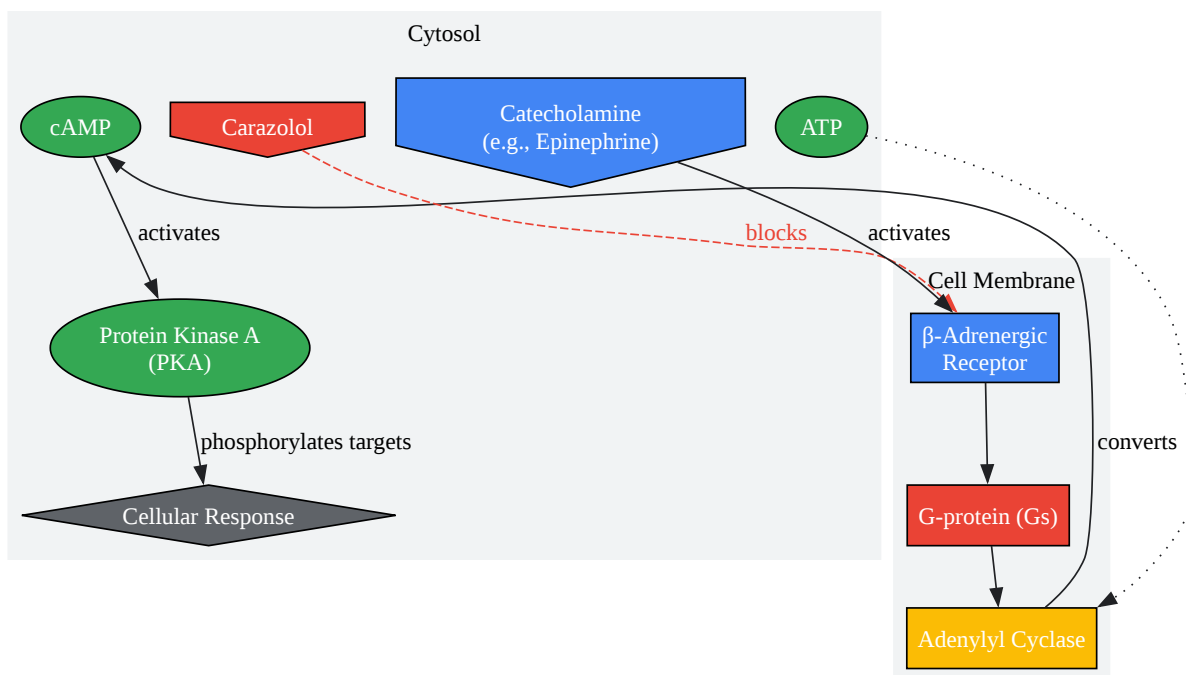 Cytosol
cAMP
Carazolol
Catecholamine
(e.g., Epinephrine)
ATP
activates
blocks
activates
Cell Membrane
Protein Kinase A
(PKA)
β-Adrenergic
Receptor
phosphorylates targets
converts
Cellular Response
G-protein (Gs)
Adenylyl Cyclase